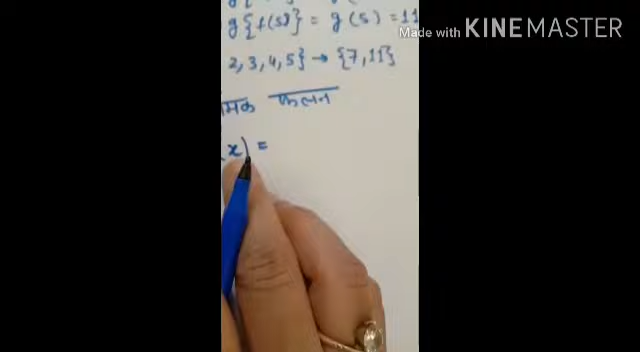 g{f(5)} = g(5) = 11
Made with KINEMASTER
2,3,4,5} → {7,11}
मक फलन
(x) =